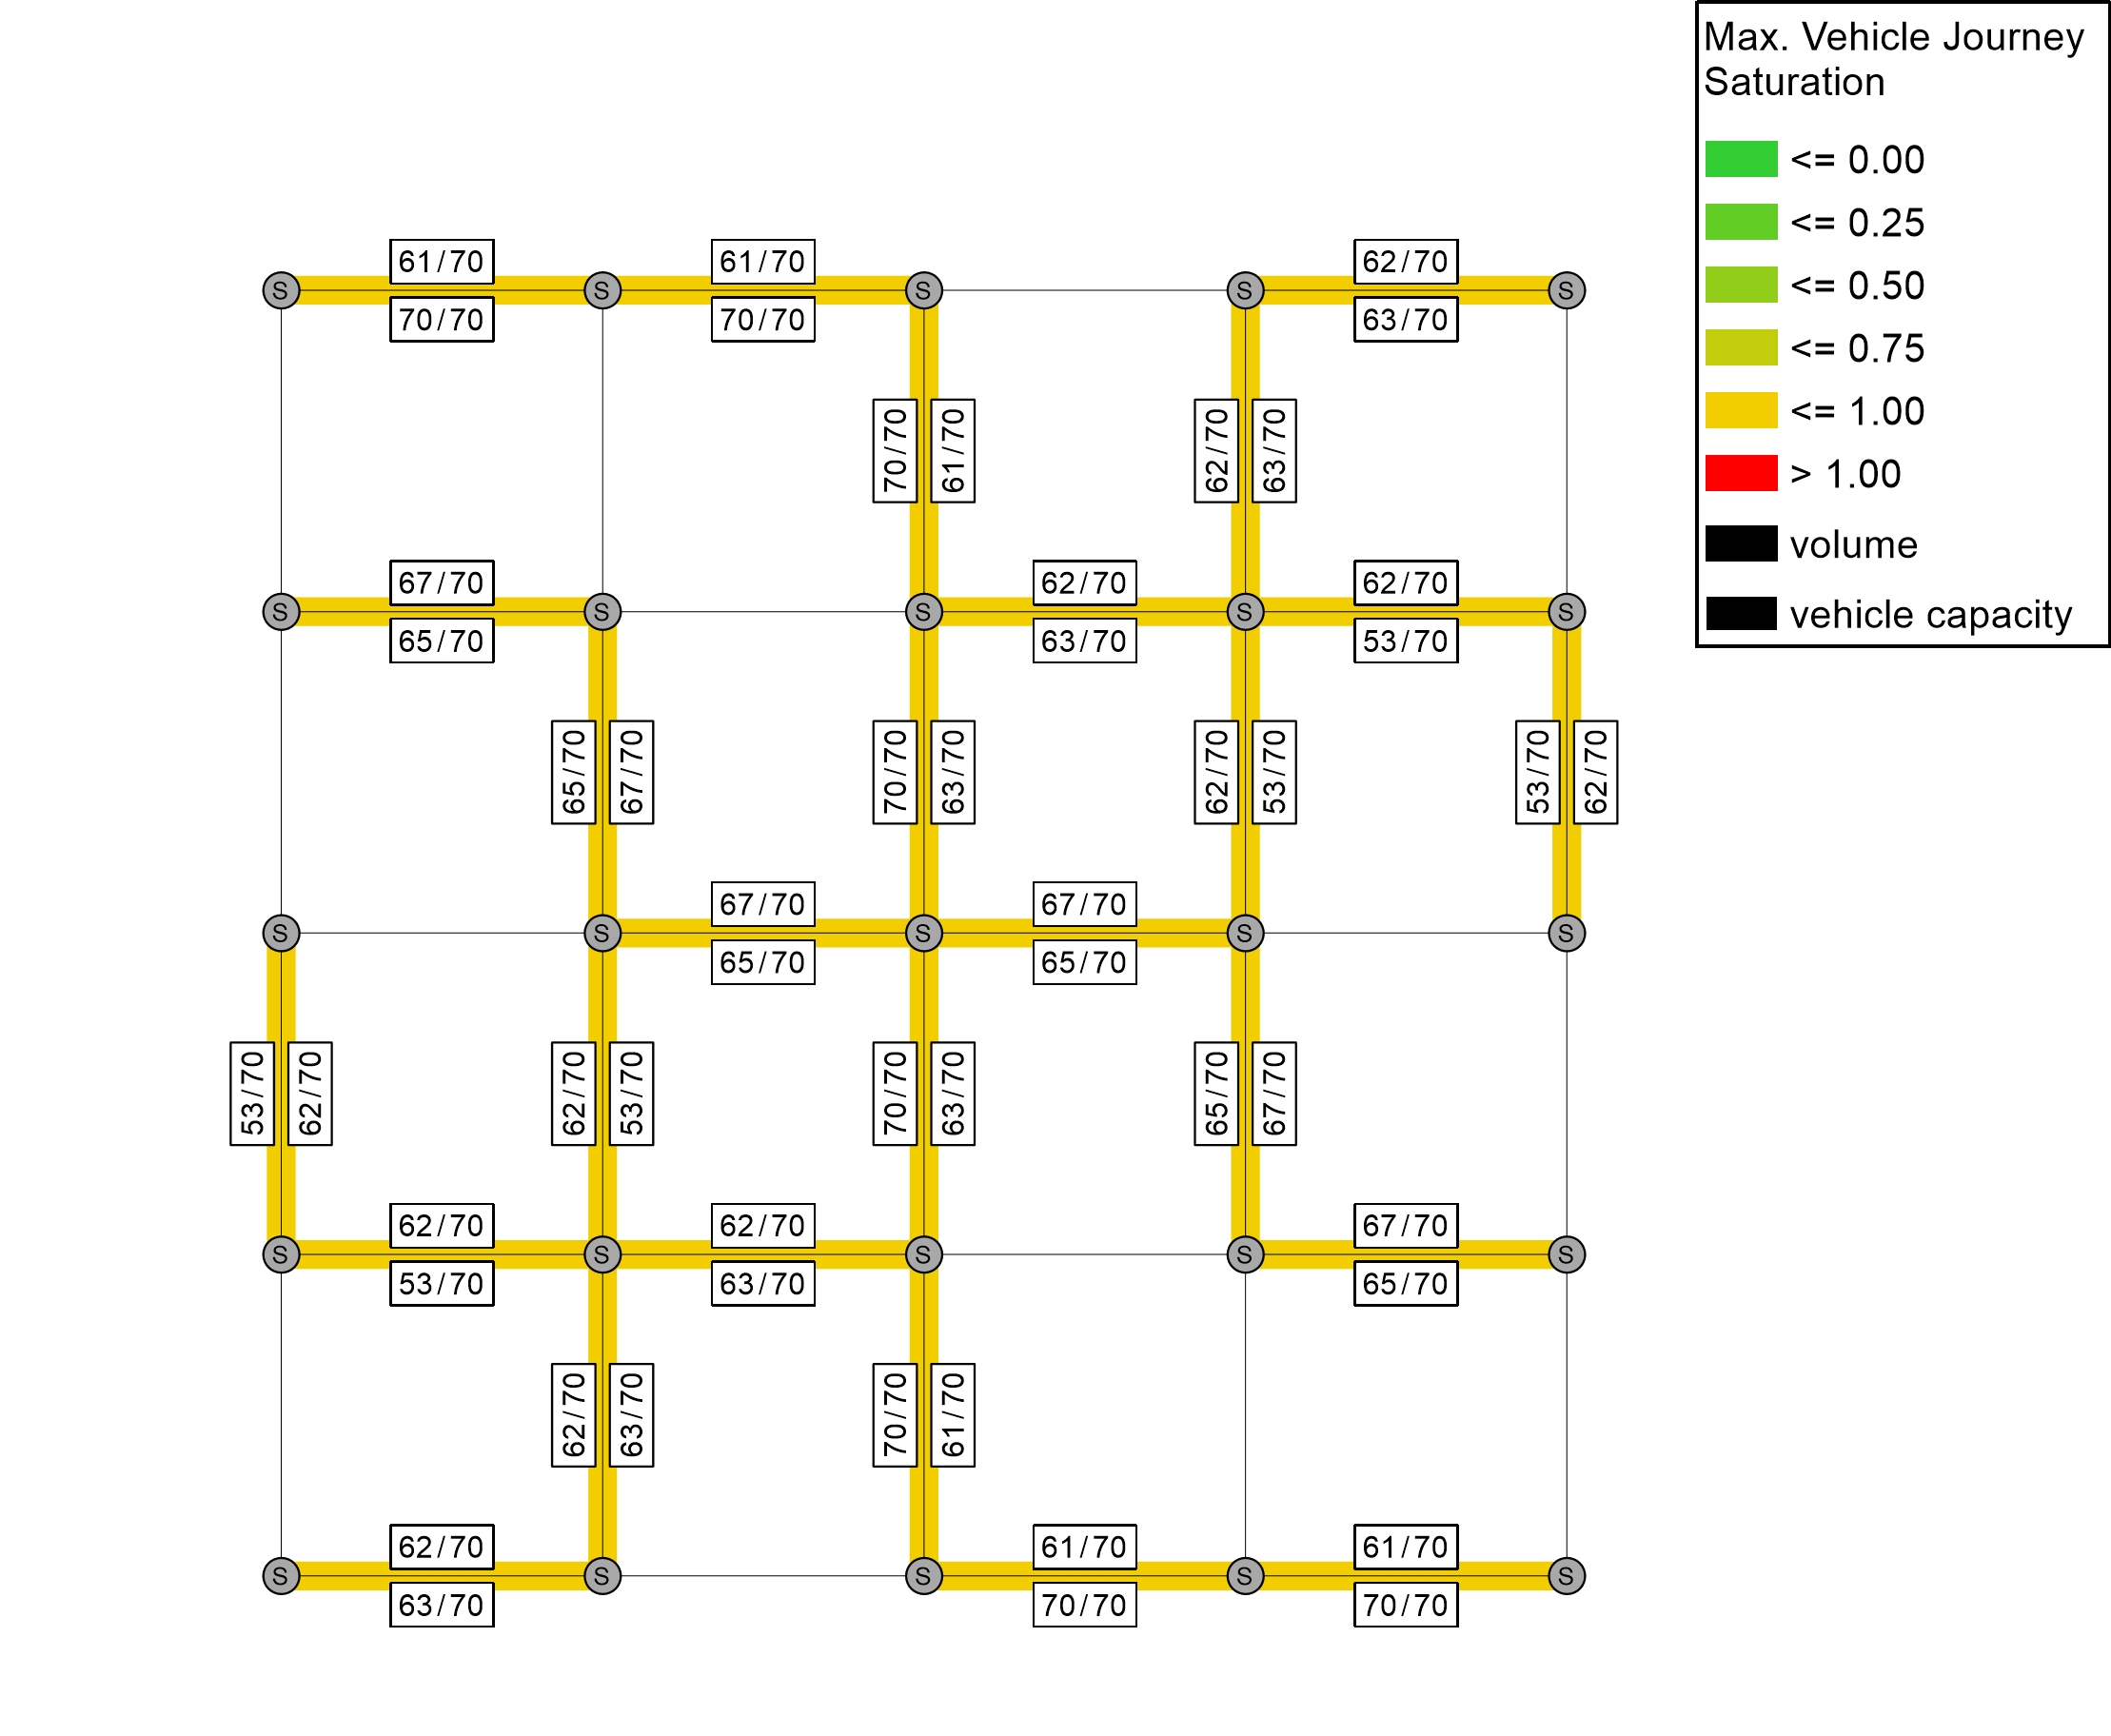 Max. Vehicle Journey
Saturation
<= 0.00
<= 0.25
<= 0.50
<= 0.75
<= 1.00
> 1.00
volume
vehicle capacity
61/70 61/70 62/70
S S S S S
70/70 70/70 63/70
70/70 61/70 62/70 63/70
67/70 62/70 62/70
S S S S S
65/70 63/70 53/70
65/70 67/70 70/70 63/70 62/70 53/70 53/70 62/70
67/70 67/70
S S S S S
65/70 65/70
53/70 62/70 62/70 53/70 70/70 63/70 65/70 67/70
62/70 62/70 67/70
S S S S S
53/70 63/70 65/70
62/70 63/70 70/70 61/70
62/70 61/70 61/70
S S S S S
63/70 70/70 70/70